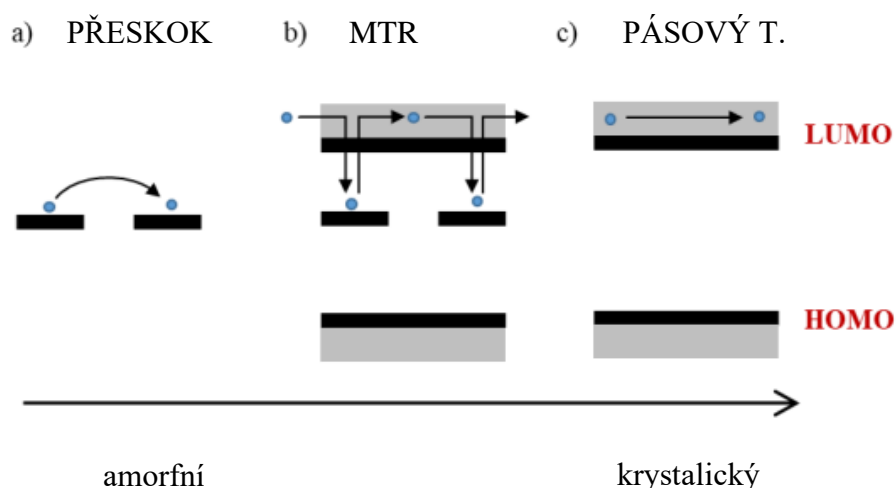 a) PŘESKOK b) MTR c) PÁSOVÝ T.
LUMO
HOMO
amorfní krystalický